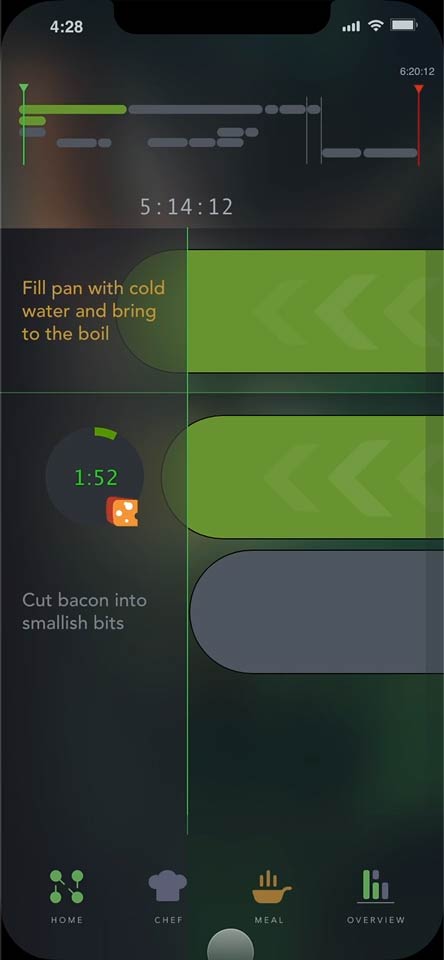 4:28
6:20:12
5:14:12
Fill pan with cold
water and bring
to the boil
1:52
Cut bacon into
smallish bits
HOME
CHEF
MEAL
OVERVIEW